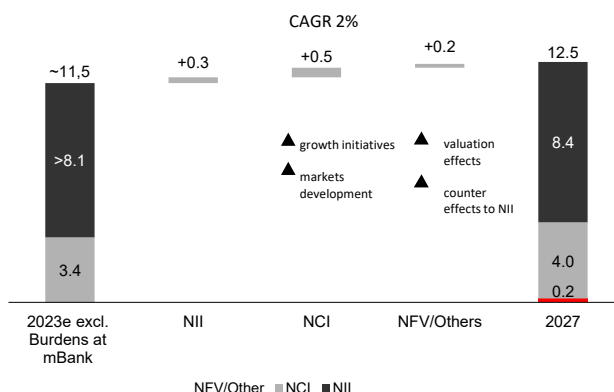 CAGR 2%
~11,5
+0.3
+0.5
+0.2
12.5
>8.1
3.4
▲ growth initiatives
▲ markets
development
▲ valuation
effects
▲ counter
effects to NII
8.4
4.0
0.2
2023e excl.
Burdens at
mBank
NII
NCI
NFV/Others
2027
NFV/Other NCI NII